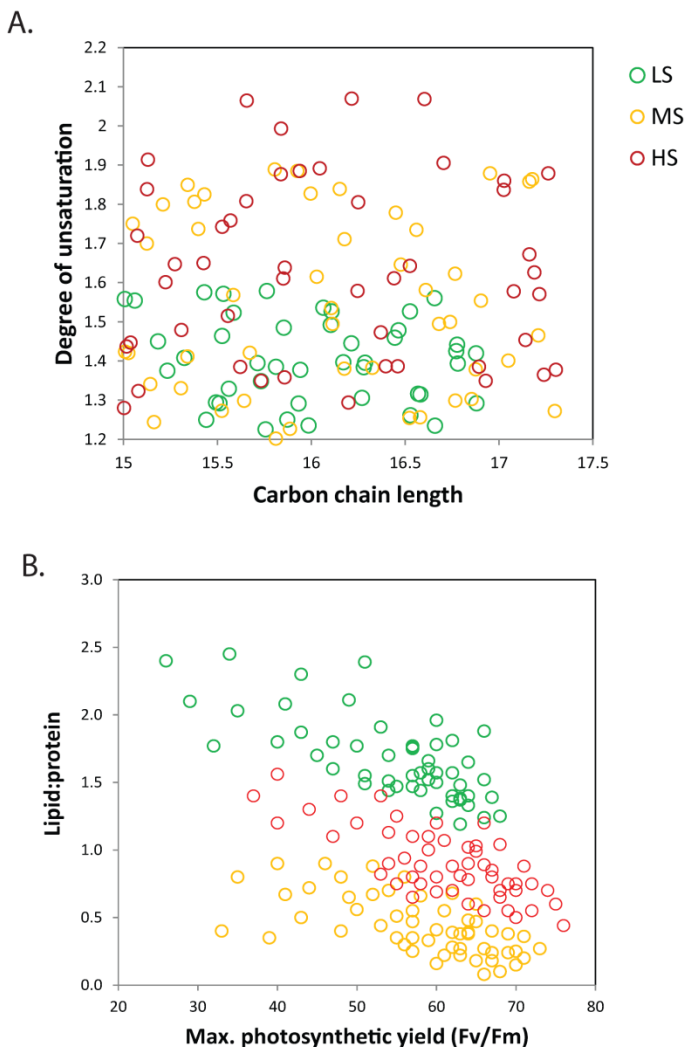 A.
2.2
2.1
2
1.9
1.8
1.7
1.6
1.5
1.4
1.3
1.2
Degree of unsaturation
15 15.5 16 16.5 17 17.5
Carbon chain length
LS
MS
HS
B.
3.0
2.5
2.0
1.5
1.0
0.5
0.0
Lipid:protein
20 30 40 50 60 70 80
Max. photosynthetic yield (Fv/Fm)